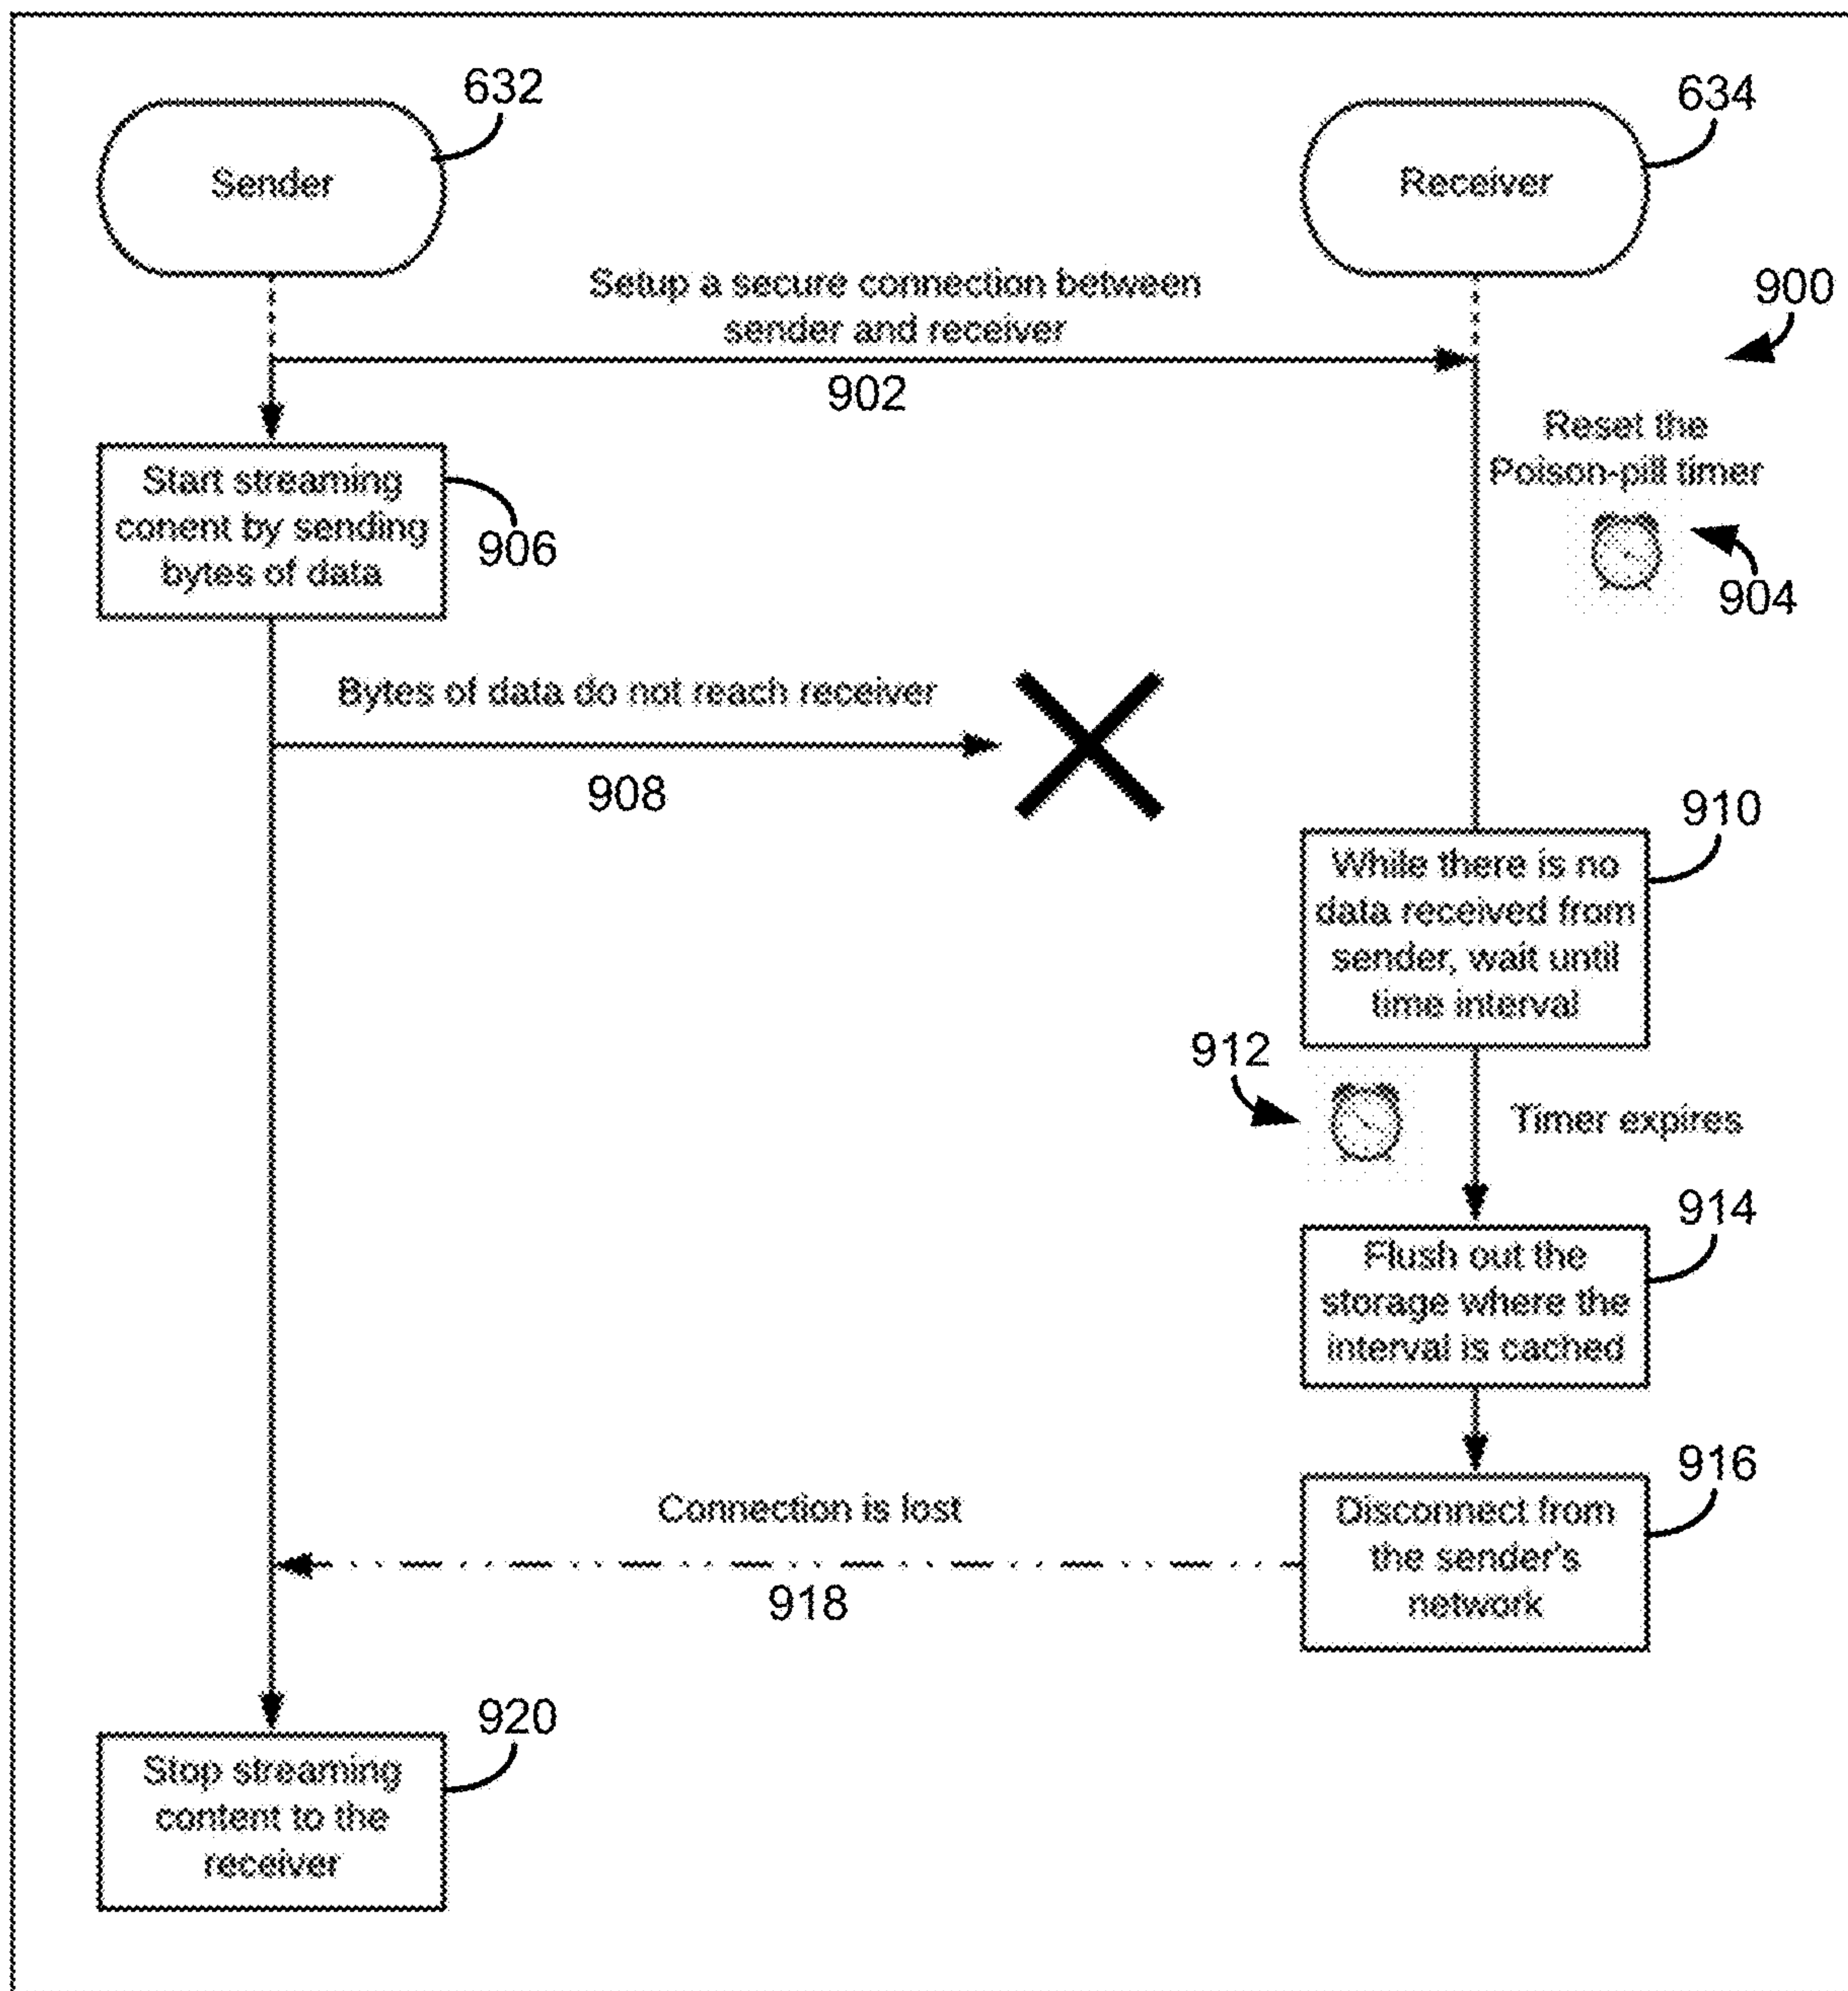 632
634
Sender
Receiver
Setup a secure connection between
sender and receiver
900
902
Reset the
Poison-pill timer
904
Start streaming
conent by sending
bytes of data
906
Bytes of data do not reach receiver
908
910
While there is no
data received from
sender, wait until
time interval
912
Timer expires
914
Flush out the
storage where the
interval is cached
916
Connection is lost
Disconnect from
the sender's
network
918
920
Stop streaming
content to the
receiver